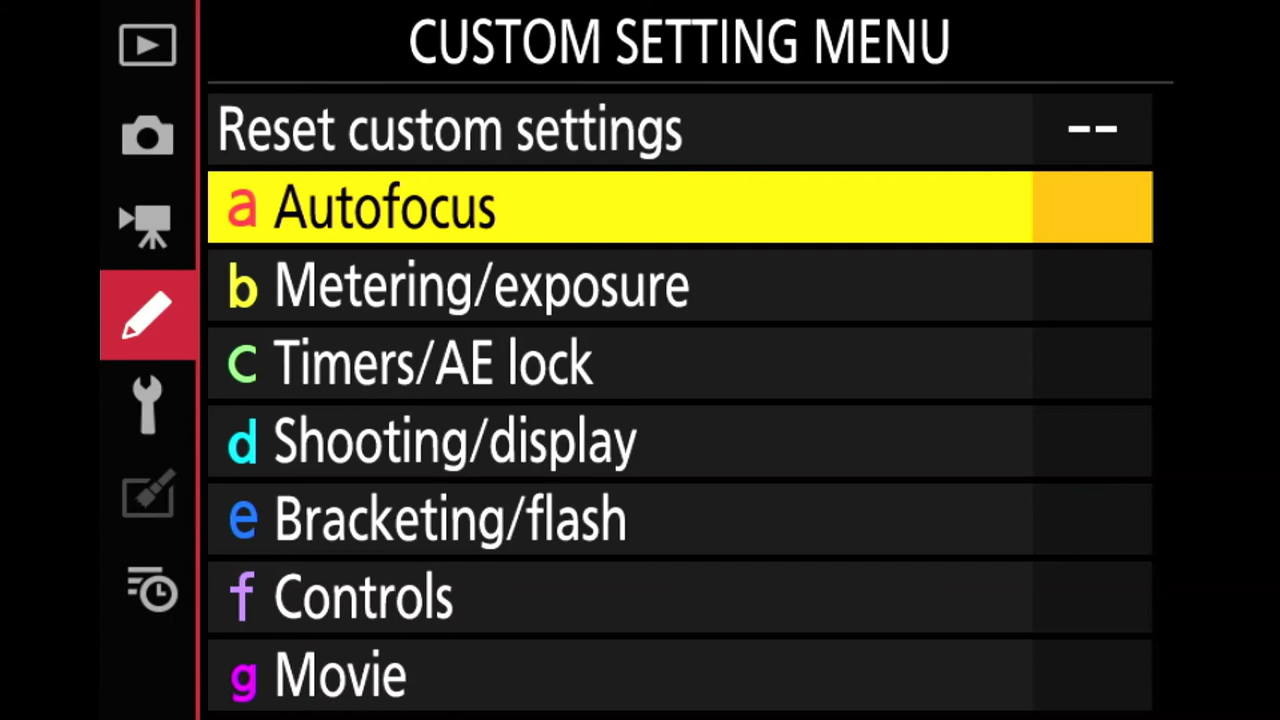 CUSTOM SETTING MENU
Reset custom settings --
a Autofocus
b Metering/exposure
c Timers/AE lock
d Shooting/display
e Bracketing/flash
f Controls
g Movie